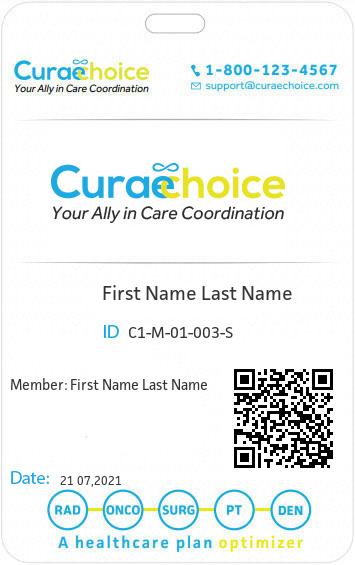 Curaechoice
Your Ally in Care Coordination
1-800-123-4567
support@curaechoice.com
Curaechoice
Your Ally in Care Coordination
First Name Last Name
ID C1-M-01-003-S
Member: First Name Last Name
Date: 21 07,2021
RAD ONCO SURG PT DEN
A healthcare plan optimizer